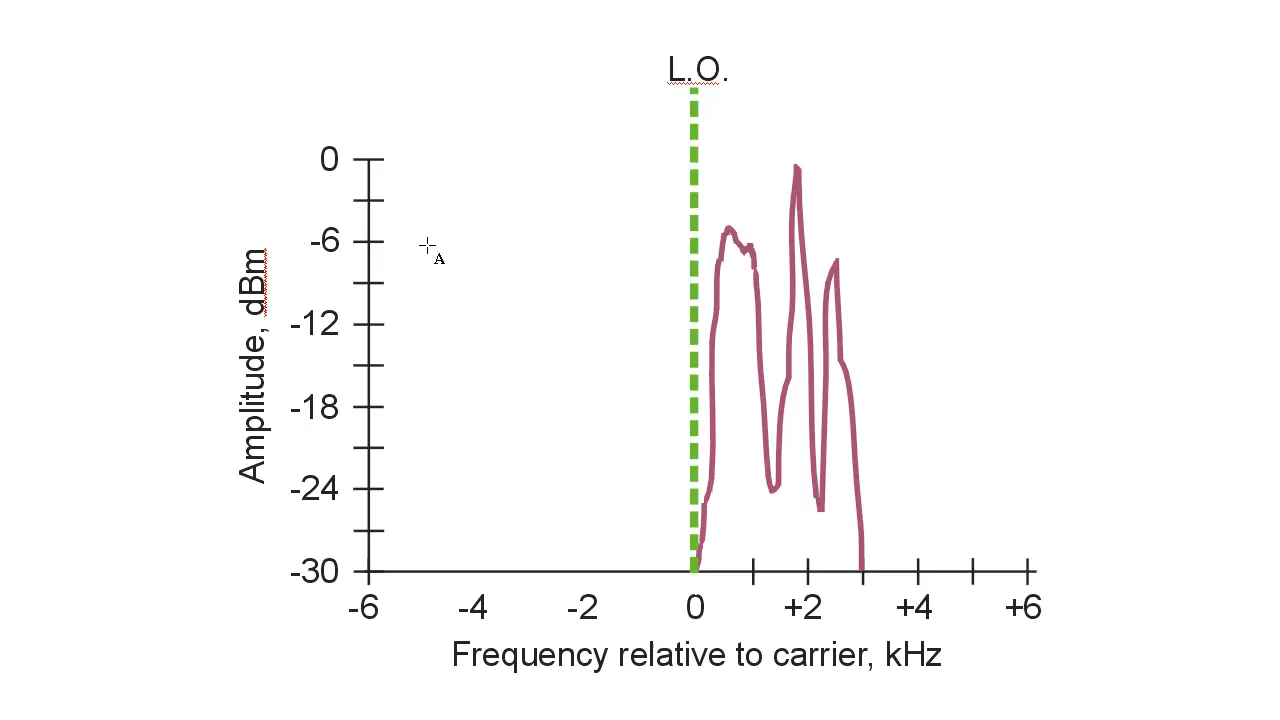 L.O.
0
-6
-12
-18
-24
-30
Amplitude, dBm
A
-6 -4 -2 0 +2 +4 +6
Frequency relative to carrier, kHz